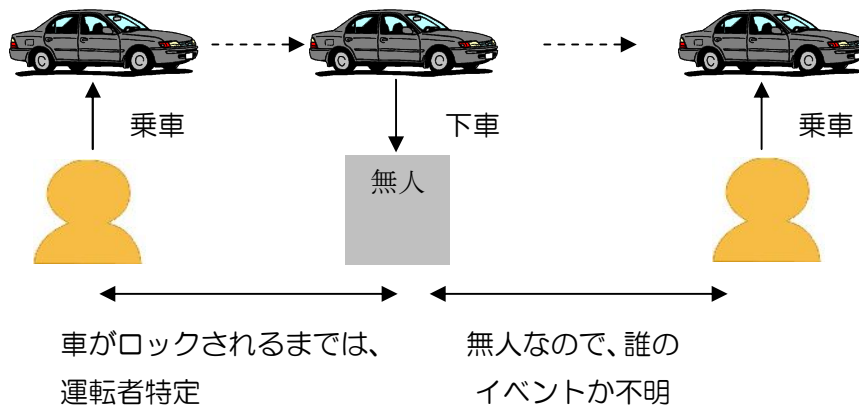 乗車
下車
乗車
無人
車がロックされるまでは、
運転者特定
無人なので、誰の
イベントか不明